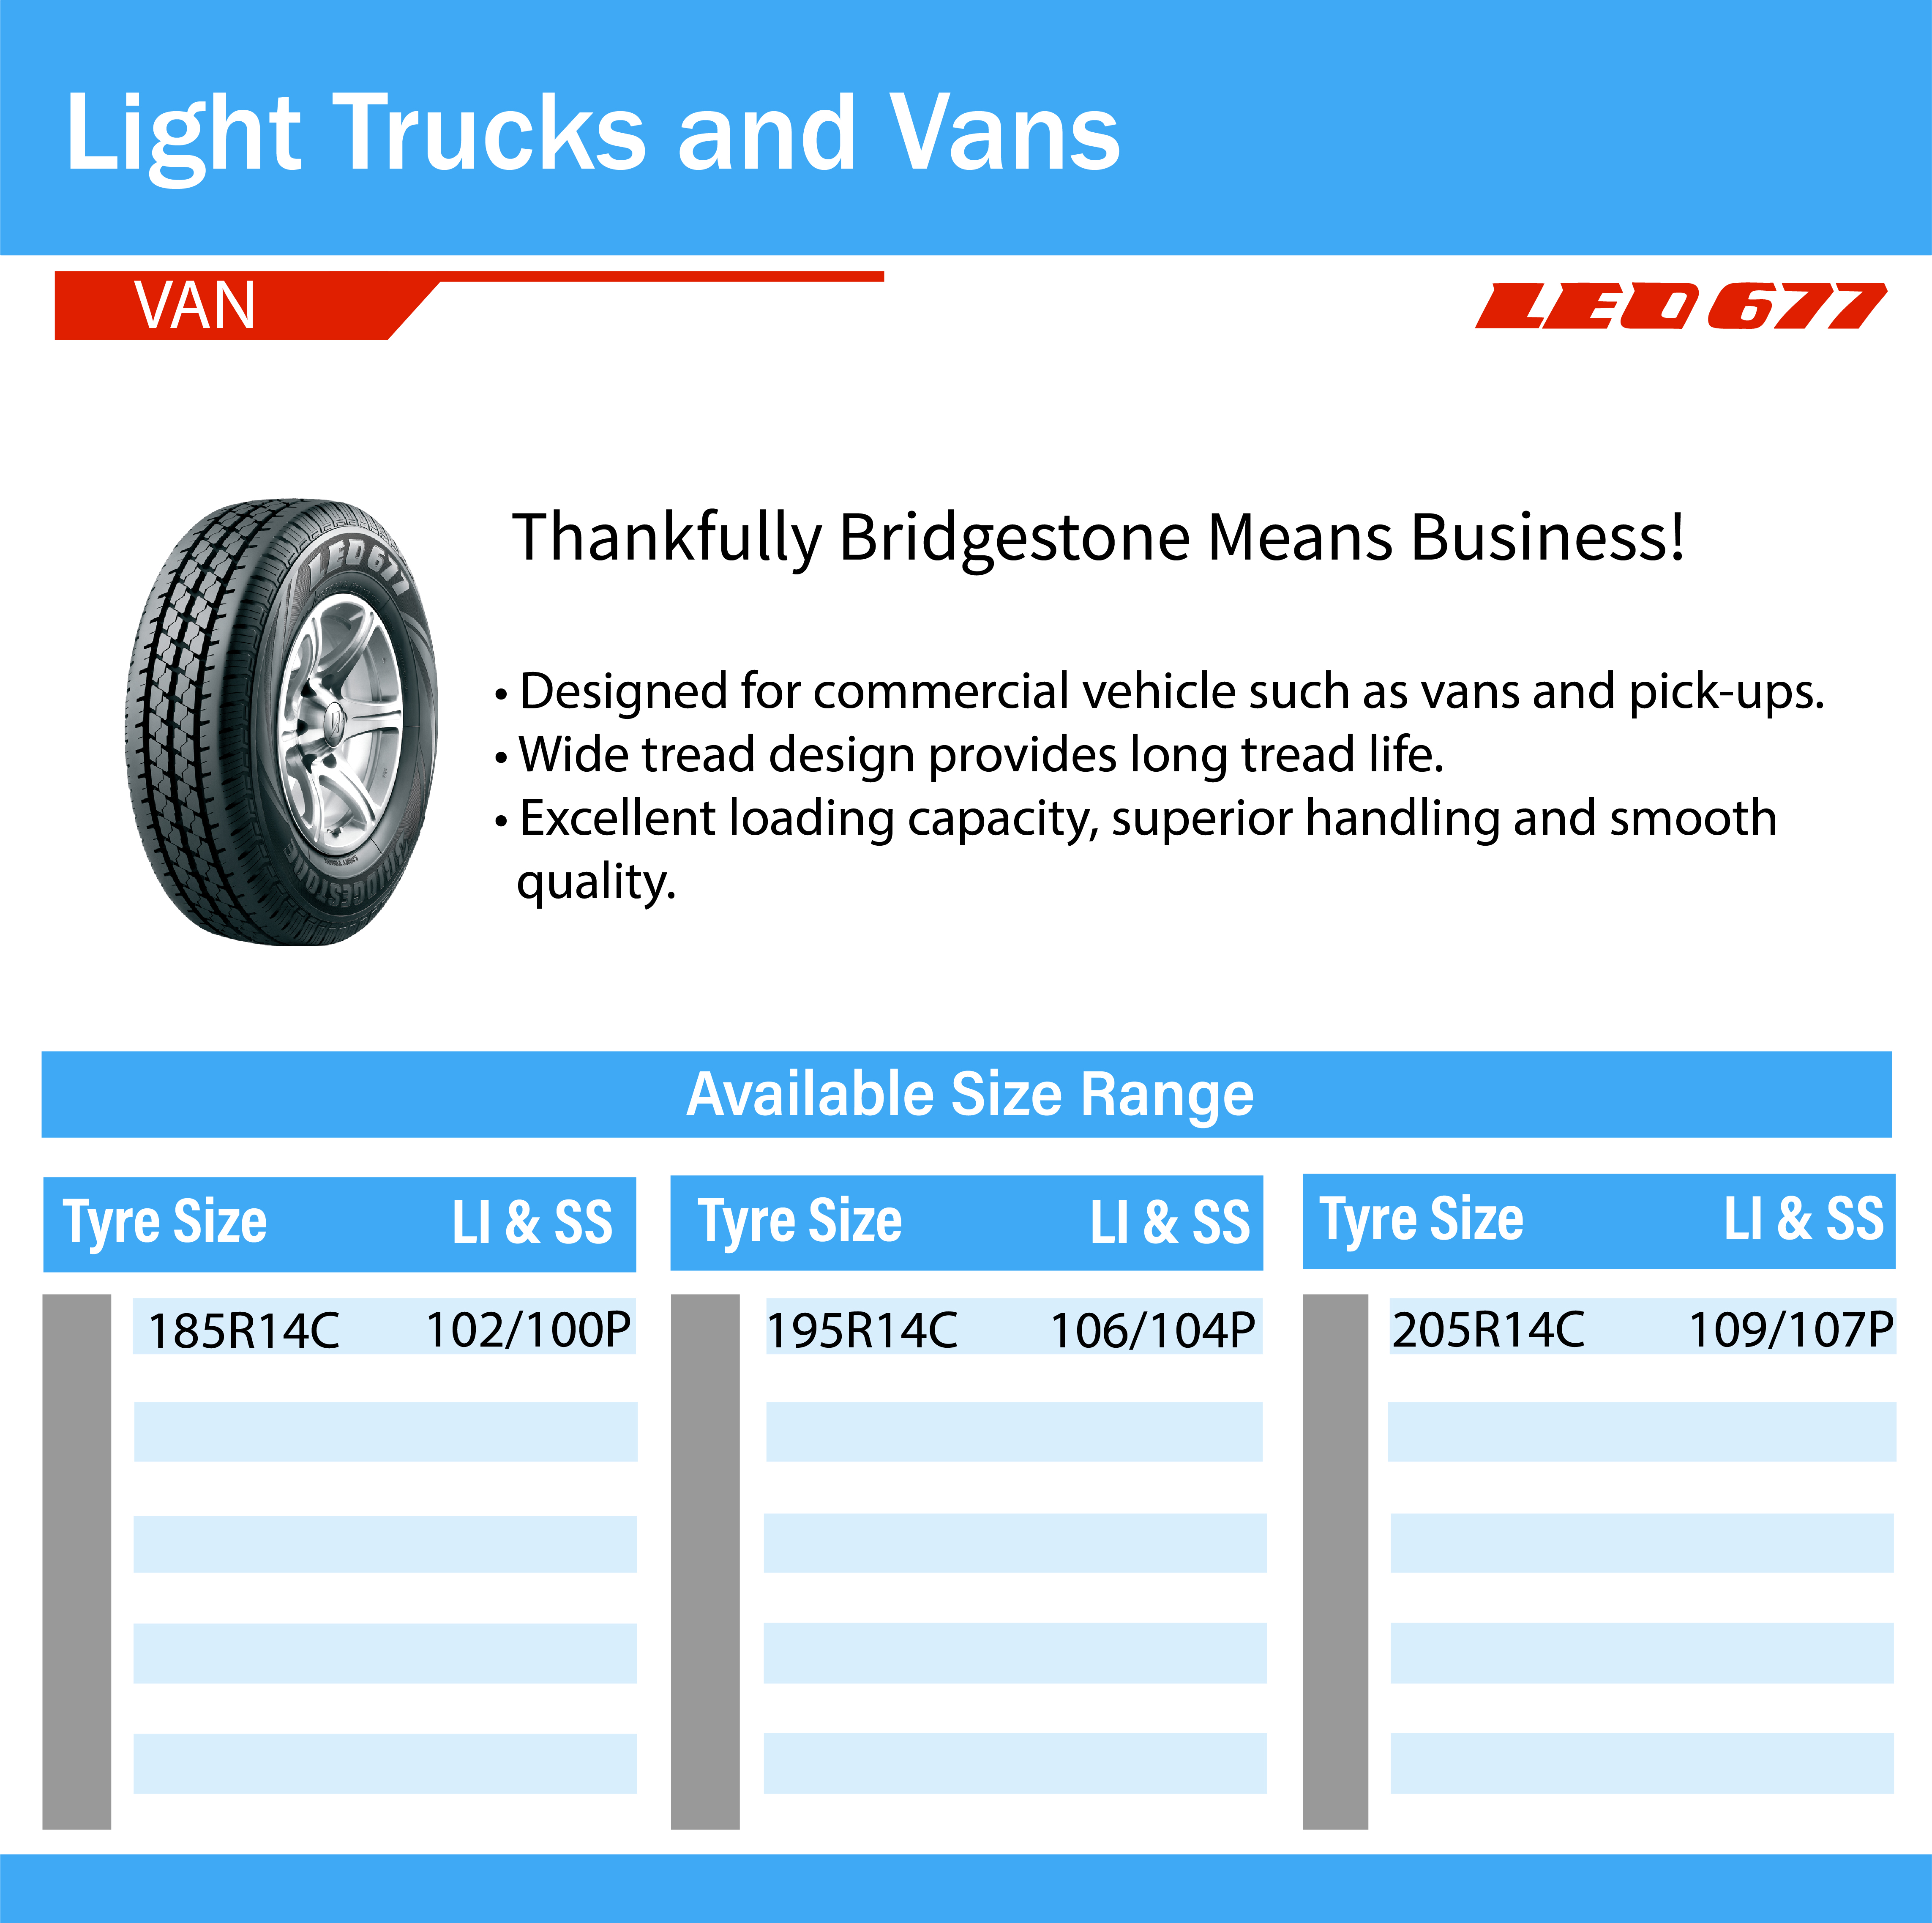 Light Trucks and Vans
VAN
LEO 677
LEO 677
BRIDGESTONE
Thankfully Bridgestone Means Business!
• Designed for commercial vehicle such as vans and pick-ups.
• Wide tread design provides long tread life.
• Excellent loading capacity, superior handling and smooth
quality.
Available Size Range
Tyre Size LI & SS
185R14C 102/100P
Tyre Size LI & SS
195R14C 106/104P
Tyre Size LI & SS
205R14C 109/107P